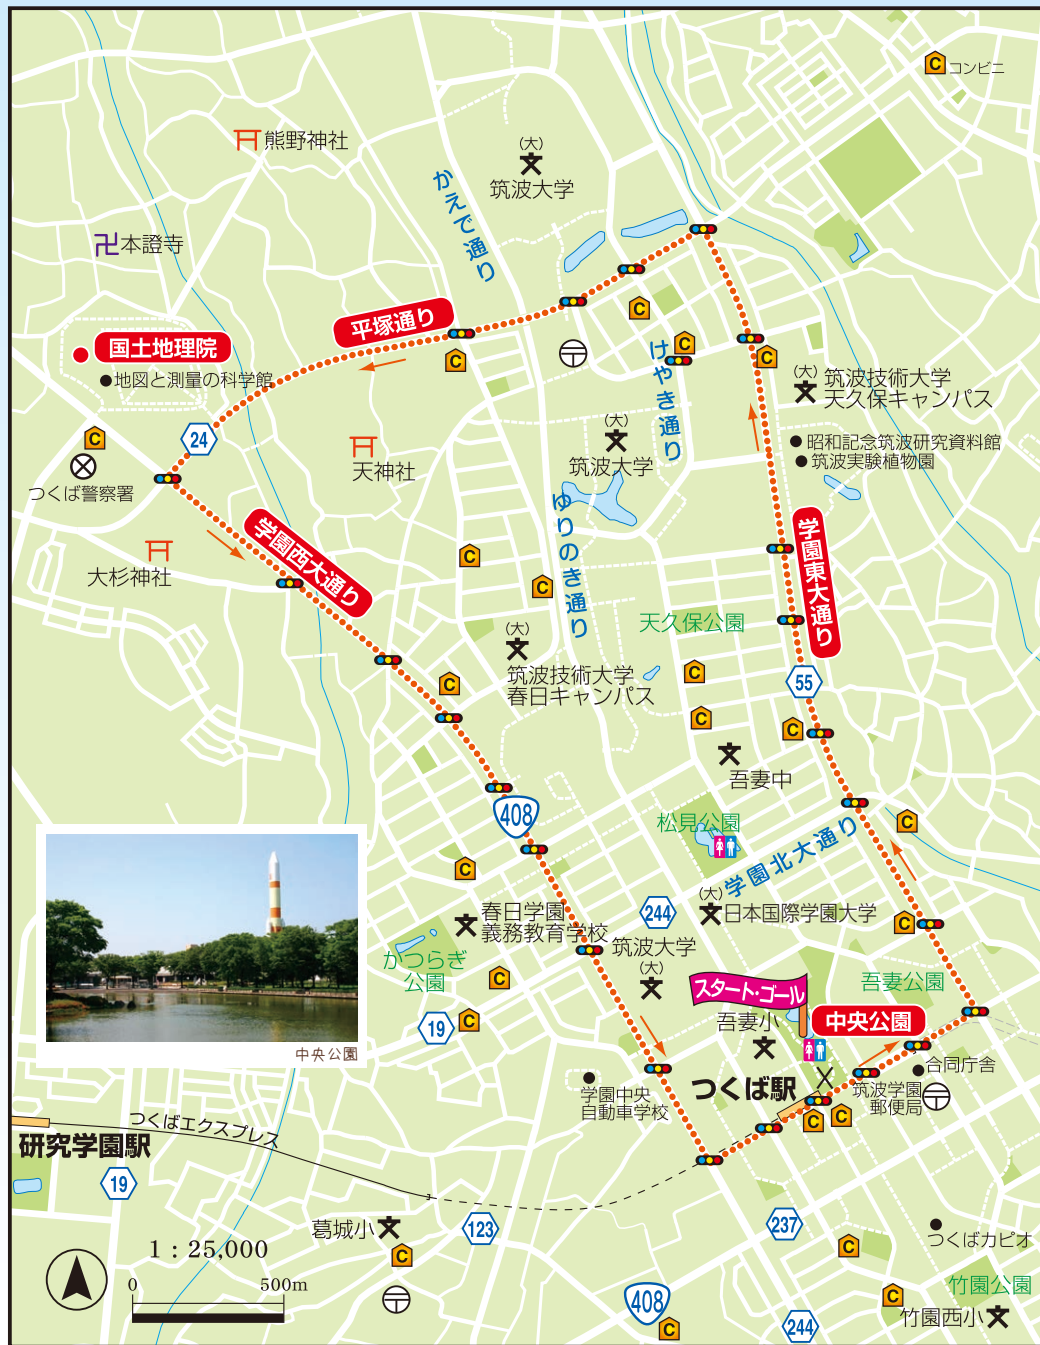 C コンビニ
熊野神社
(大)
筑波大学
かえで通り
本證寺
平塚通り
国土地理院
地図と測量の科学館
C
C
C
けやき通り
C
(大)
筑波技術大学
天久保キャンパス
24
C
つくば警察署
天神社
(大)
筑波大学
昭和記念筑波研究資料館
筑波実験植物園
学園西大通り
ゆりのき通り
学園東大通り
大杉神社
C
C
天久保公園
(大)
筑波技術大学
春日キャンパス
C
C
55
C
C
吾妻中
408
松見公園
学園北大通り
C
C
244
(大)
日本国際学園大学
C
春日学園
義務教育学校
筑波大学
(大)
かつらぎ
公園
C
スタート・ゴール
吾妻公園
吾妻小
中央公園
19
C
中央公園
合同庁舎
つくば駅
筑波学園
郵便局
学園中央
自動車学校
C
C
つくばエクスプレス
研究学園駅
19
葛城小
123
C
237
つくばカピオ
C
1 : 25,000
0
500m
竹園公園
408
C
C
竹園西小
244